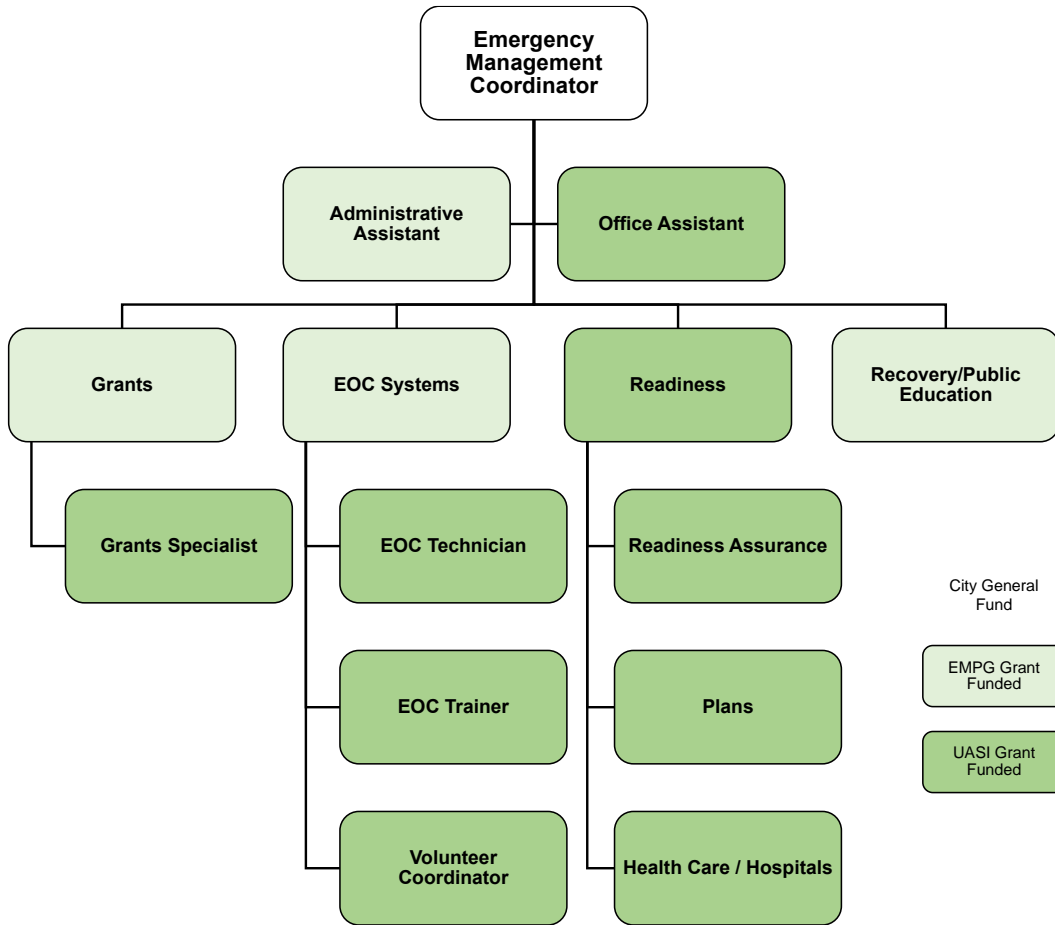 Emergency
Management
Coordinator
Administrative
Assistant
Office Assistant
Grants
EOC Systems
Readiness
Recovery/Public
Education
Grants Specialist
EOC Technician
Readiness Assurance
City General
Fund
EMPG Grant
Funded
EOC Trainer
Plans
UASI Grant
Funded
Volunteer
Coordinator
Health Care / Hospitals